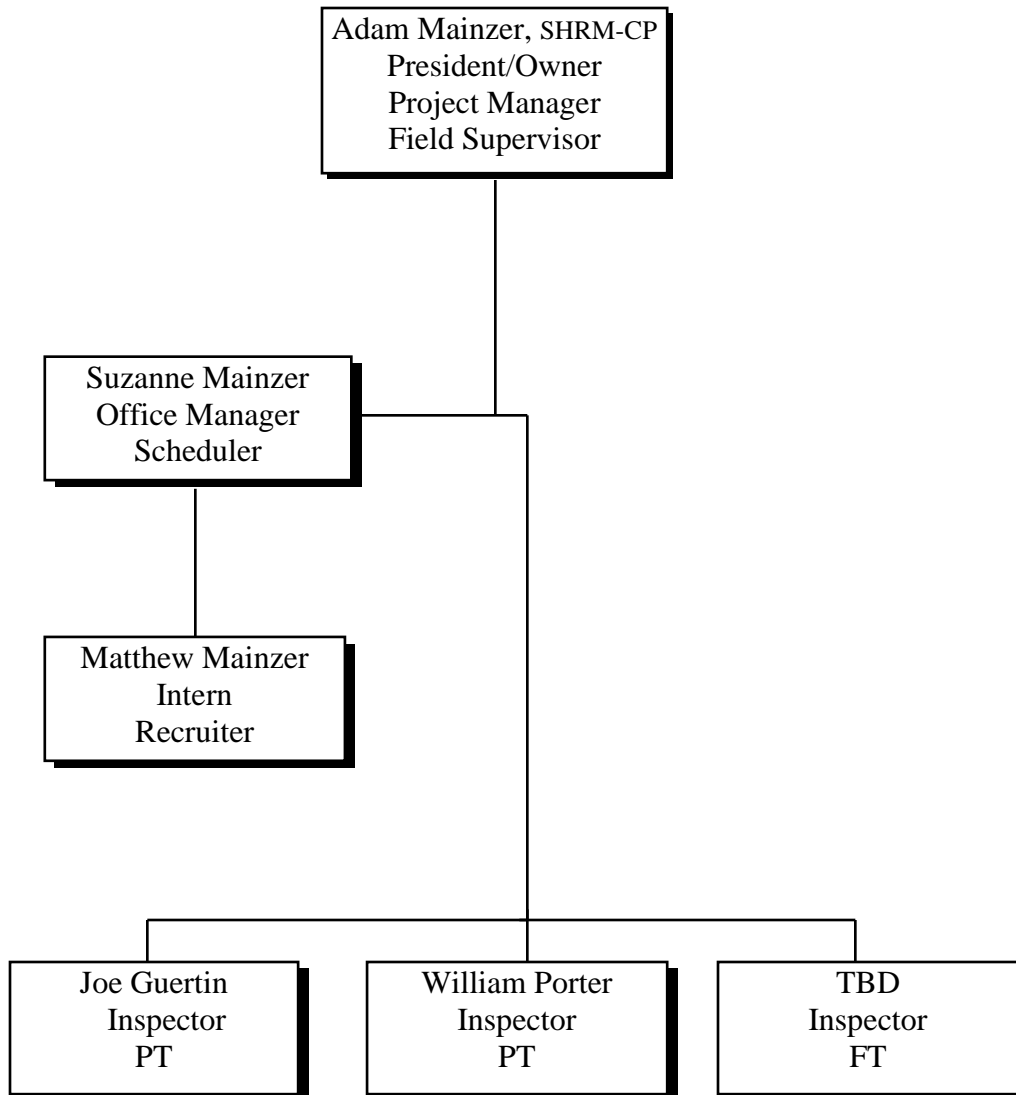 Adam Mainzer, SHRM-CP
President/Owner
Project Manager
Field Supervisor
Suzanne Mainzer
Office Manager
Scheduler
Matthew Mainzer
Intern
Recruiter
Joe Guertin
Inspector
PT
William Porter
Inspector
PT
TBD
Inspector
FT